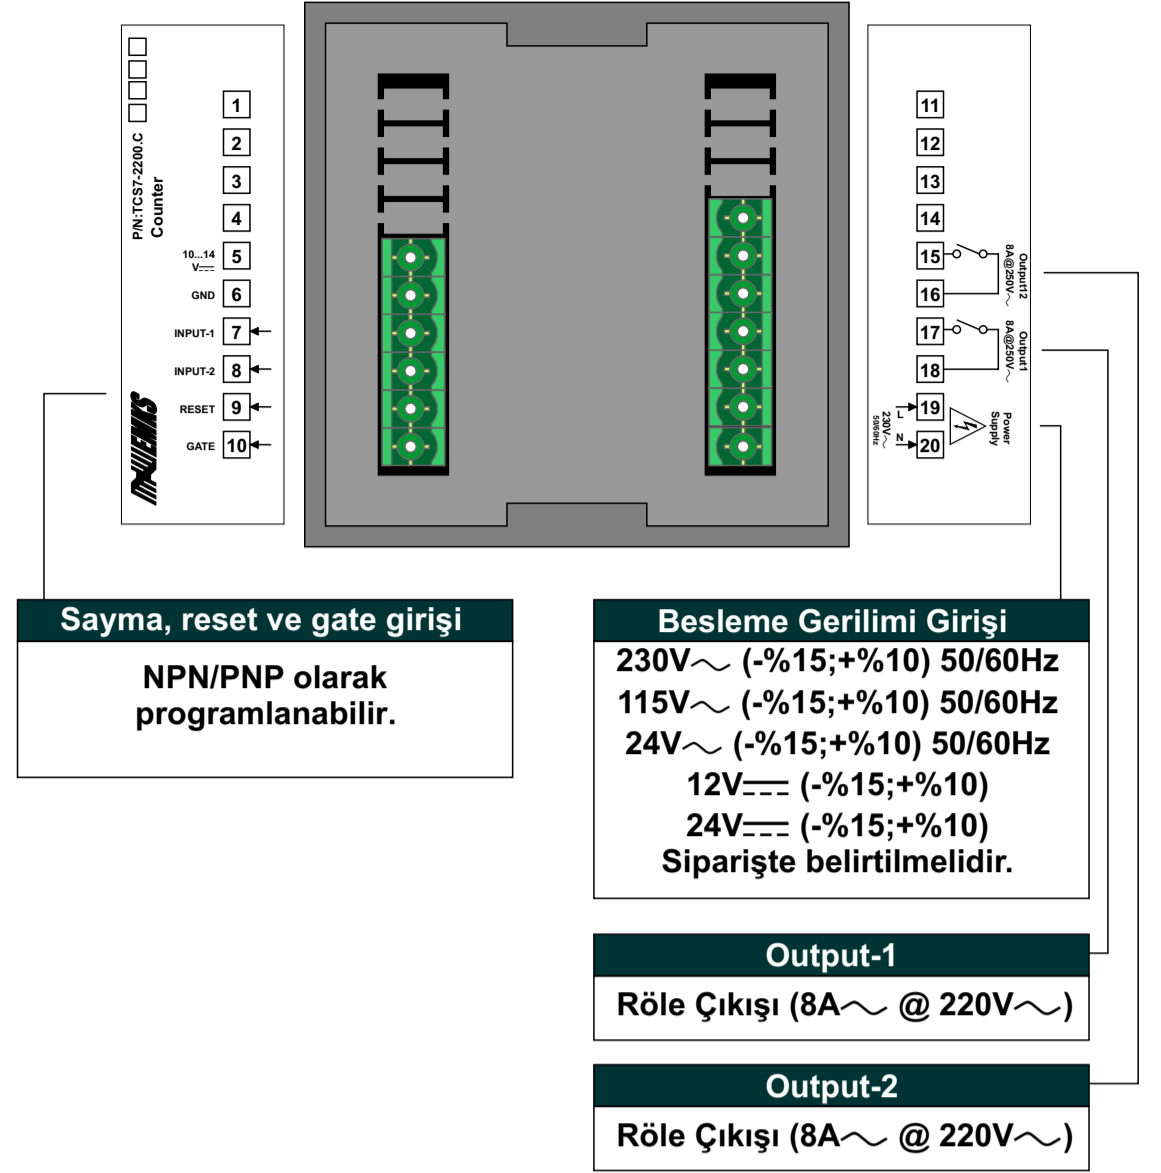 P/N:TCS7-2200.C
Counter
1
2
3
4
10...14
V
5
GND 6
INPUT-1 7
INPUT-2 8
RESET 9
GATE 10
EMKS
11
12
13
14
15
16
17
18
19
20
Output12
8A@250V～
Output1
8A@250V～
Power
Supply
L
N
230V～
50/60Hz
Sayma, reset ve gate girişi
NPN/PNP olarak
programlanabilir.
Besleme Gerilimi Girişi
230V～ (-%15;+%10) 50/60Hz
115V～ (-%15;+%10) 50/60Hz
24V～ (-%15;+%10) 50/60Hz
12V⎓ (-%15;+%10)
24V⎓ (-%15;+%10)
Siparişte belirtilmelidir.
Output-1
Röle Çıkışı (8A～ @ 220V～)
Output-2
Röle Çıkışı (8A～ @ 220V～)